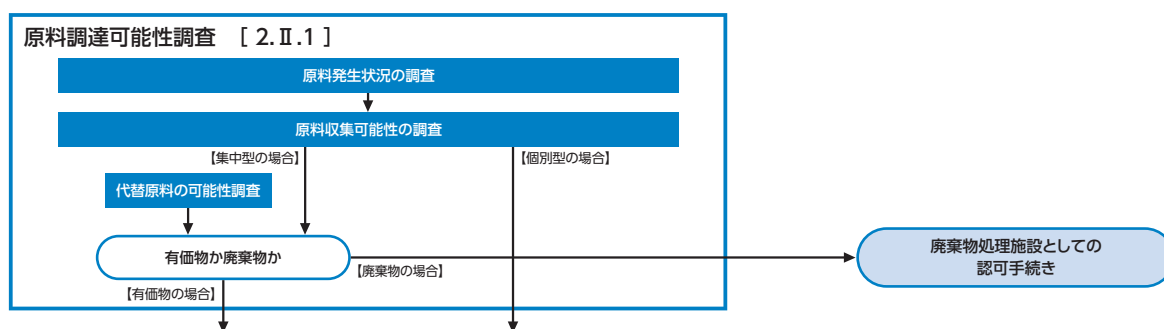 原料調達可能性調査 [ 2.Ⅱ.1 ]
原料発生状況の調査
原料収集可能性の調査
【集中型の場合】
【個別型の場合】
代替原料の可能性調査
有価物か廃棄物か
【廃棄物の場合】
廃棄物処理施設としての
認可手続き
【有価物の場合】